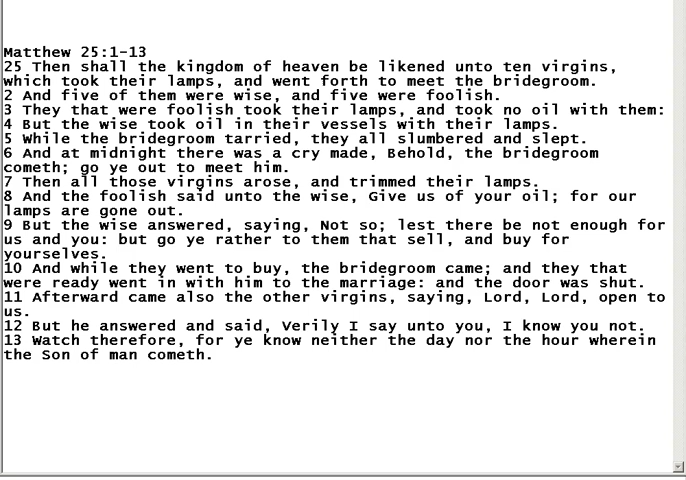 Matthew 25:1-13
25 Then shall the kingdom of heaven be likened unto ten virgins,
which took their lamps, and went forth to meet the bridegroom.
2 And five of them were wise, and five were foolish.
3 They that were foolish took their lamps, and took no oil with them:
4 But the wise took oil in their vessels with their lamps.
5 While the bridegroom tarried, they all slumbered and slept.
6 And at midnight there was a cry made, Behold, the bridegroom
cometh; go ye out to meet him.
7 Then all those virgins arose, and trimmed their lamps.
8 And the foolish said unto the wise, Give us of your oil; for our
lamps are gone out.
9 But the wise answered, saying, Not so; lest there be not enough for
us and you: but go ye rather to them that sell, and buy for
yourselves.
10 And while they went to buy, the bridegroom came; and they that
were ready went in with him to the marriage: and the door was shut.
11 Afterward came also the other virgins, saying, Lord, Lord, open to
us.
12 But he answered and said, Verily I say unto you, I know you not.
13 Watch therefore, for ye know neither the day nor the hour wherein
the Son of man cometh.